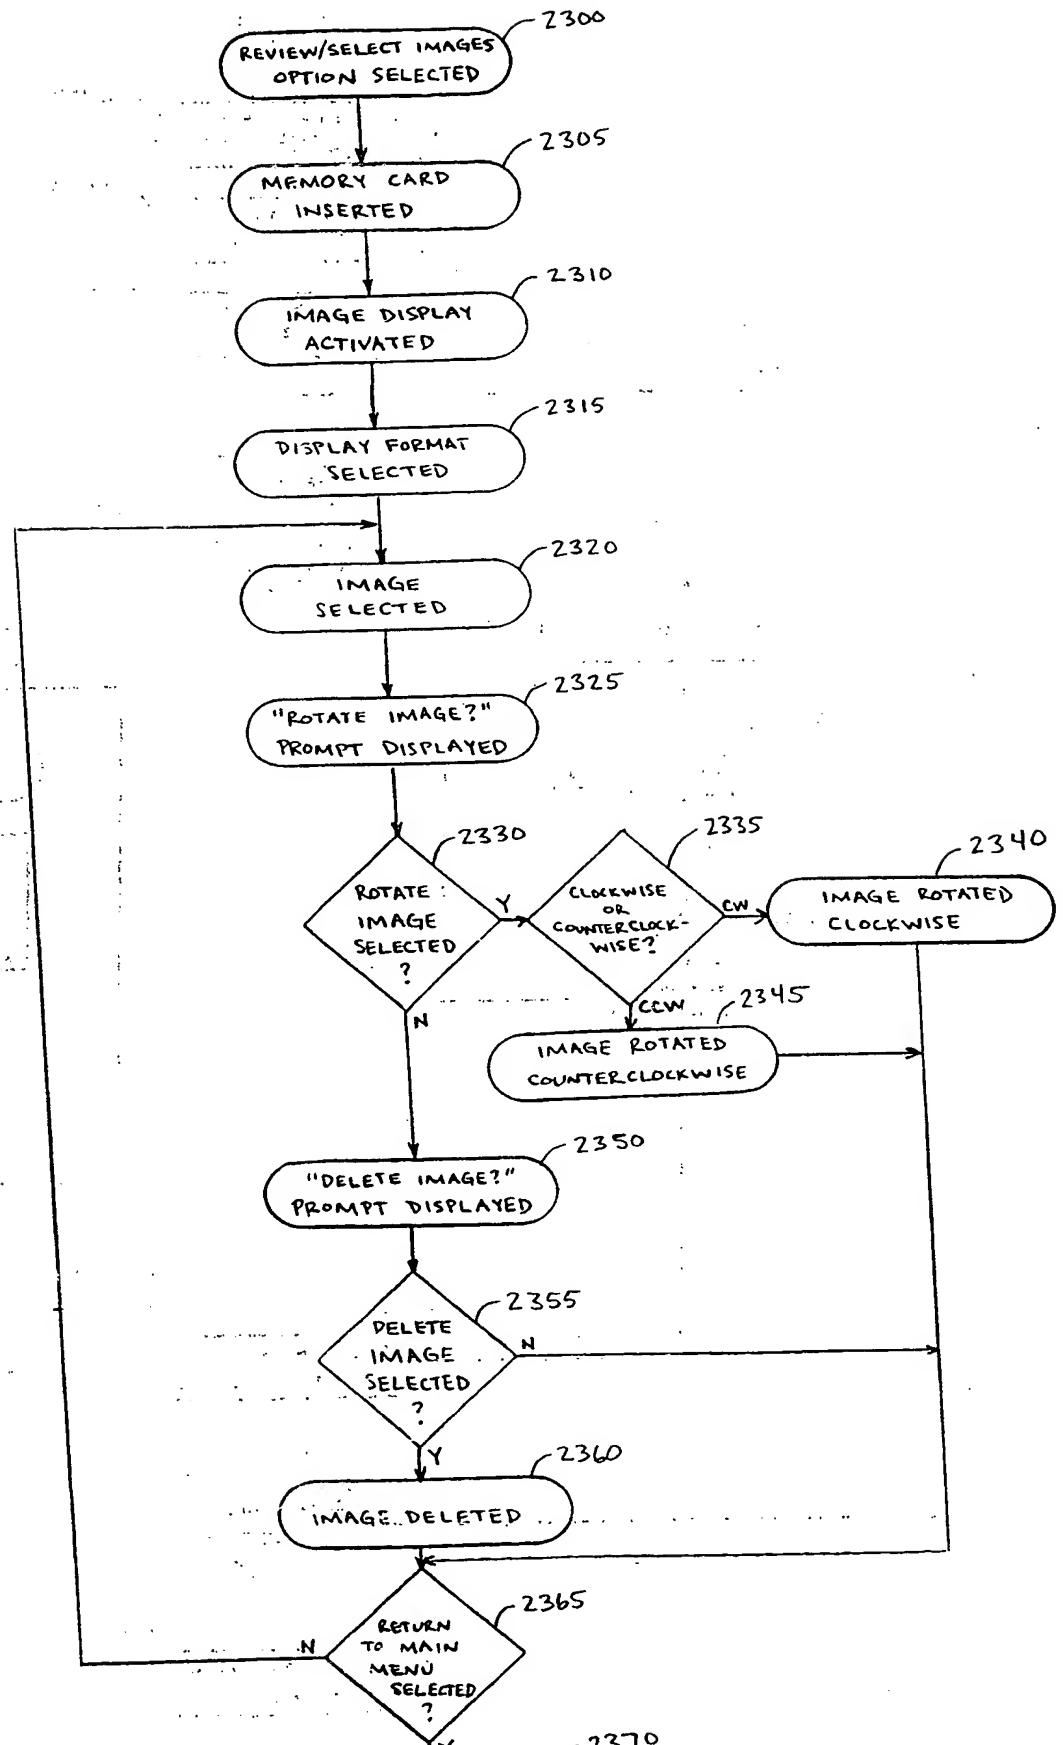 2300
REVIEW/SELECT IMAGES
OPTION SELECTED
2305
MEMORY CARD
INSERTED
2310
IMAGE DISPLAY
ACTIVATED
2315
DISPLAY FORMAT
SELECTED
2320
IMAGE
SELECTED
2325
"ROTATE IMAGE?"
PROMPT DISPLAYED
2330
ROTATE
IMAGE
SELECTED
?
Y
N
2335
CLOCKWISE
OR
COUNTERCLOCK-
WISE?
CW
CCW
2340
IMAGE ROTATED
CLOCKWISE
2345
IMAGE ROTATED
COUNTERCLOCKWISE
2350
"DELETE IMAGE?"
PROMPT DISPLAYED
2355
DELETE
IMAGE
SELECTED
?
N
Y
2360
IMAGE DELETED
2365
RETURN
TO MAIN
MENU
SELECTED
?
N
Y
2370